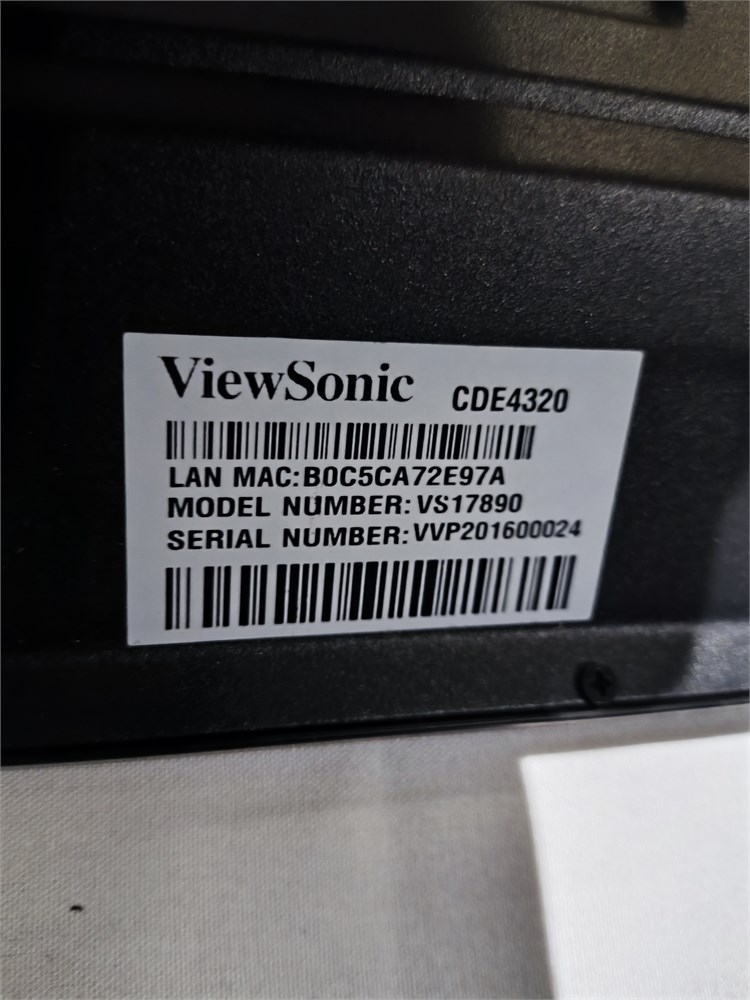 ViewSonic CDE4320
LAN MAC:B0C5CA72E97A
MODEL NUMBER:VS17890
SERIAL NUMBER:VVP201600024